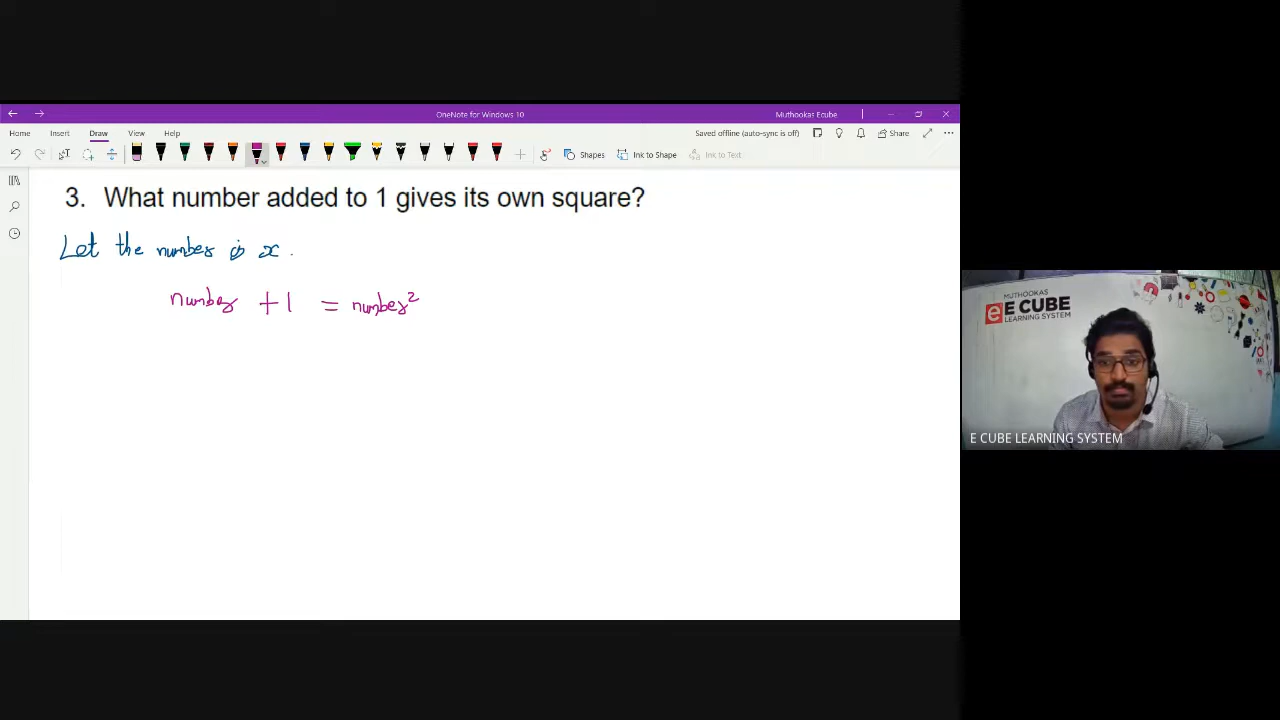 OneNote for Windows 10
Muthookas Ecube
Home Insert Draw View Help
Saved offline (auto-sync is off)
Share
Shapes
Ink to Shape
Ink to Text
3. What number added to 1 gives its own square?
Let the number is x.
number + 1 = number²
MUTHOOKAS
e E CUBE
LEARNING SYSTEM
E CUBE LEARNING SYSTEM